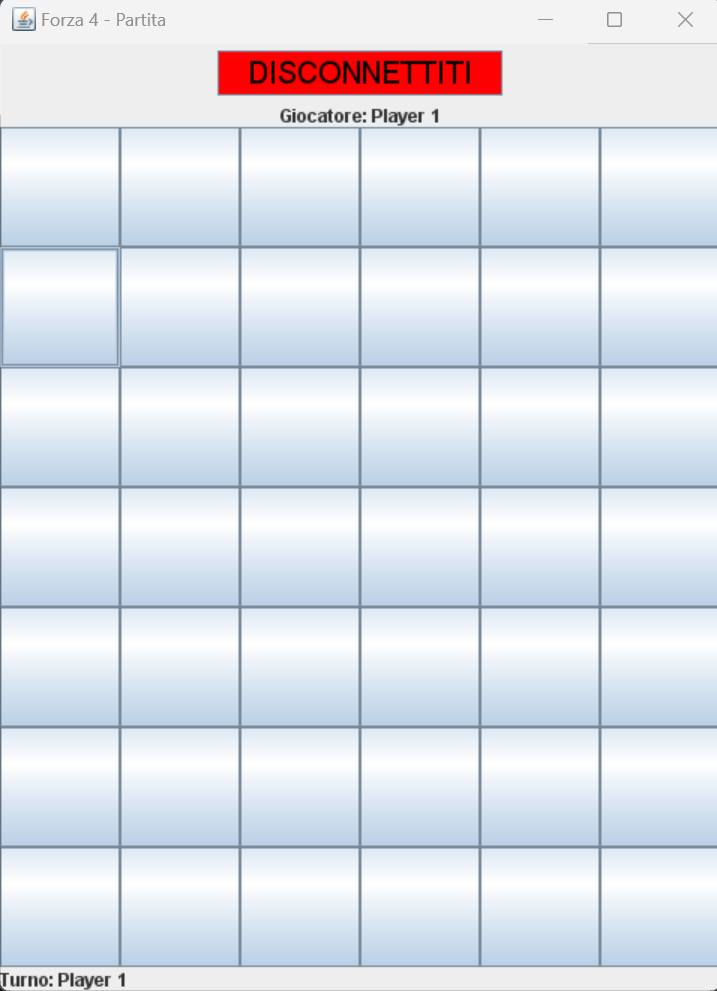 Forza 4 - Partita
DISCONNETTITI
Giocatore: Player 1
Turno: Player 1